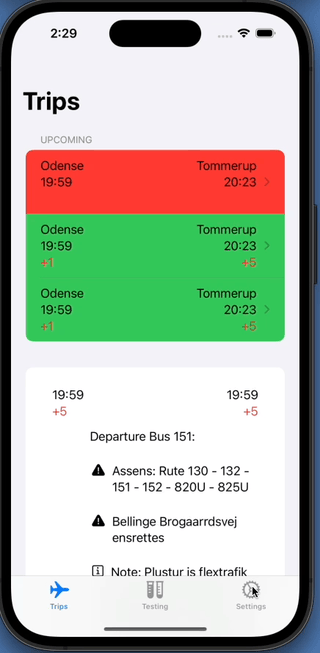 2:29
Trips
UPCOMING
Odense Tommerup
19:59 20:23
Odense Tommerup
19:59 20:23
+1 +5
Odense Tommerup
19:59 20:23
+1 +5
19:59 19:59
+5 +5
Departure Bus 151:
Assens: Rute 130 - 132 -
151 - 152 - 820U - 825U
Bellinge Brogaarrdsvej
ensrettes
Note: Plustur is flextrafik
Trips Testing Settings